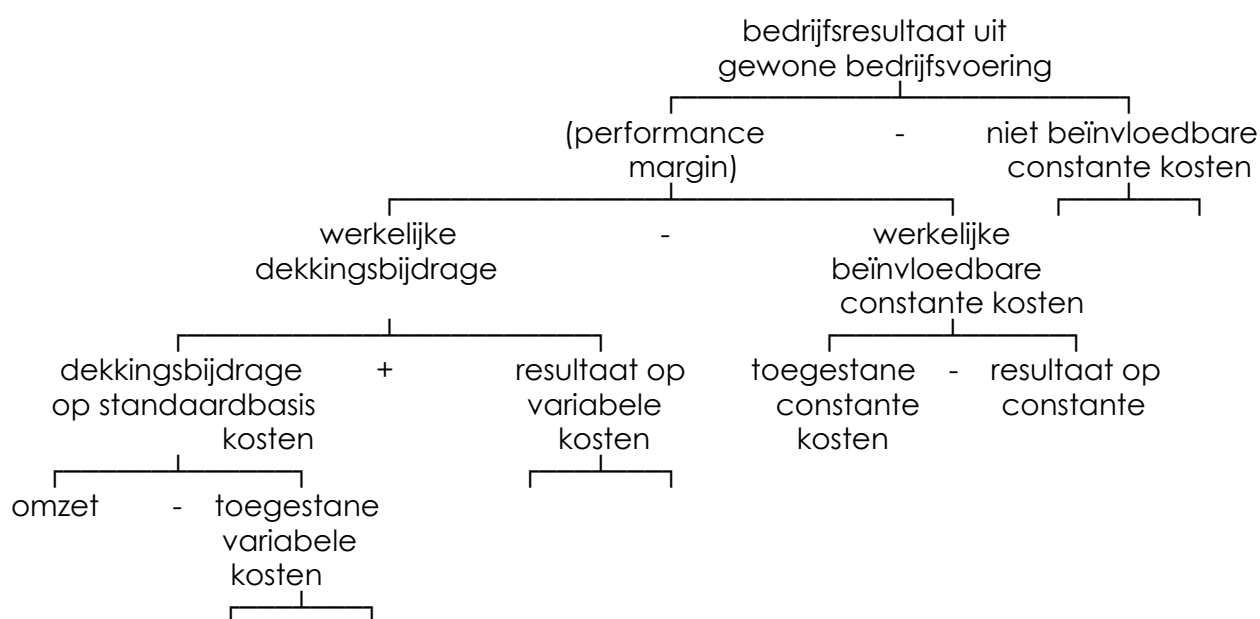 bedrijfsresultaat uit
gewone bedrijfsvoering
(performance - niet beïnvloedbare
margin) constante kosten
werkelijke - werkelijke
dekkingsbijdrage beïnvloedbare
constante kosten
dekkingsbijdrage + resultaat op toegestane - resultaat op
op standaardbasis variabele constante constante
kosten kosten kosten
omzet - toegestane
variabele
kosten